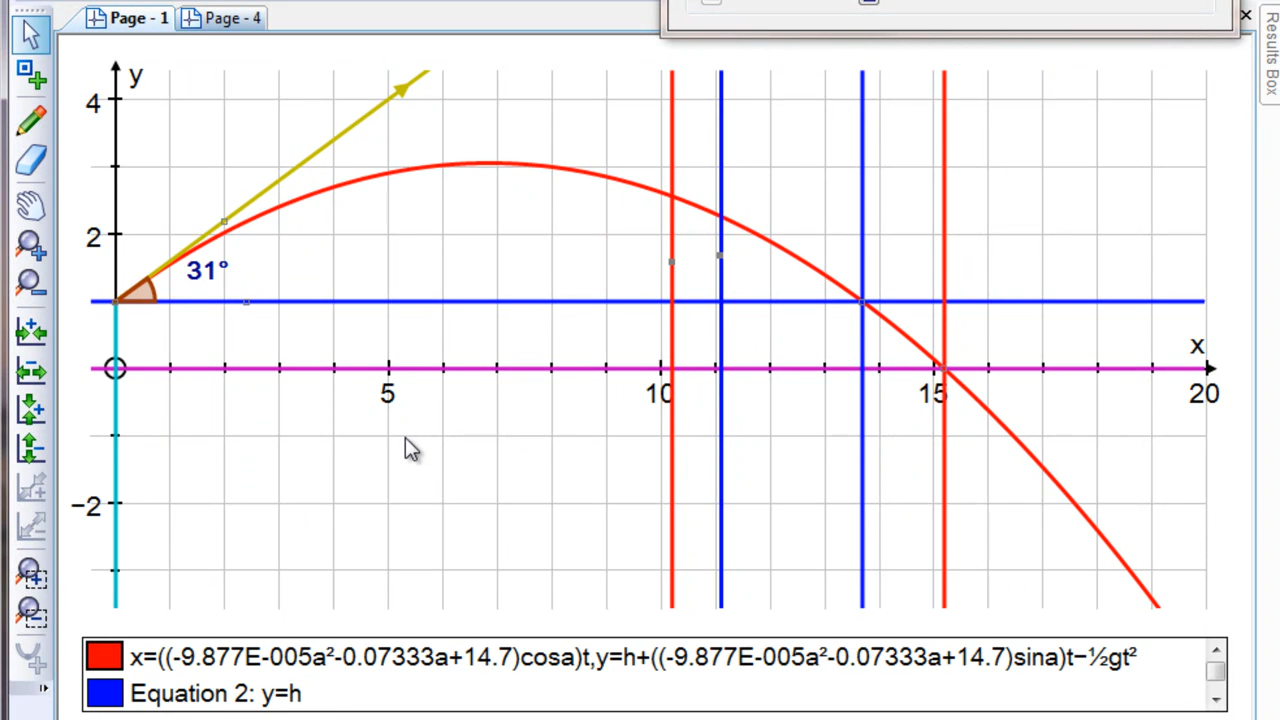 Page - 1
Page - 4
Results Box
y
4
2
31°
x
5
10
15
20
−2
x=((-9.877E-005a²-0.07333a+14.7)cosa)t,y=h+((-9.877E-005a²-0.07333a+14.7)sina)t−½gt²
Equation 2: y=h